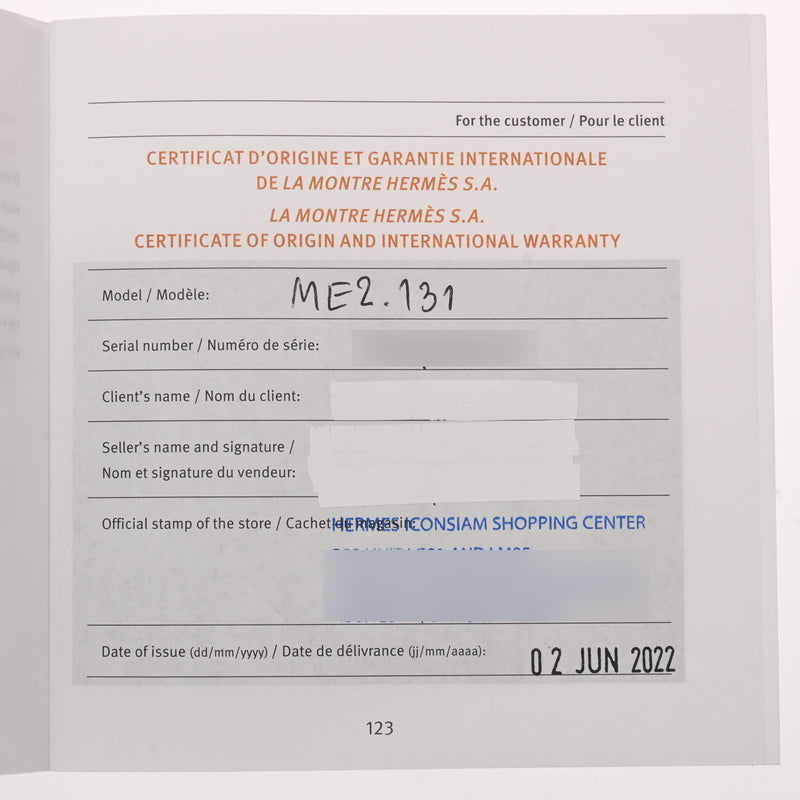 For the customer / Pour le client
CERTIFICAT D'ORIGINE ET GARANTIE INTERNATIONALE
DE LA MONTRE HERMÈS S.A.
LA MONTRE HERMÈS S.A.
CERTIFICATE OF ORIGIN AND INTERNATIONAL WARRANTY
Model / Modèle: ME2.131
Serial number / Numéro de série:
Client's name / Nom du client:
Seller's name and signature /
Nom et signature du vendeur:
Official stamp of the store / Cachet du magasin: HERMES ICONSIAM SHOPPING CENTER
Date of issue (dd/mm/yyyy) / Date de délivrance (jj/mm/aaaa): 02 JUN 2022
123